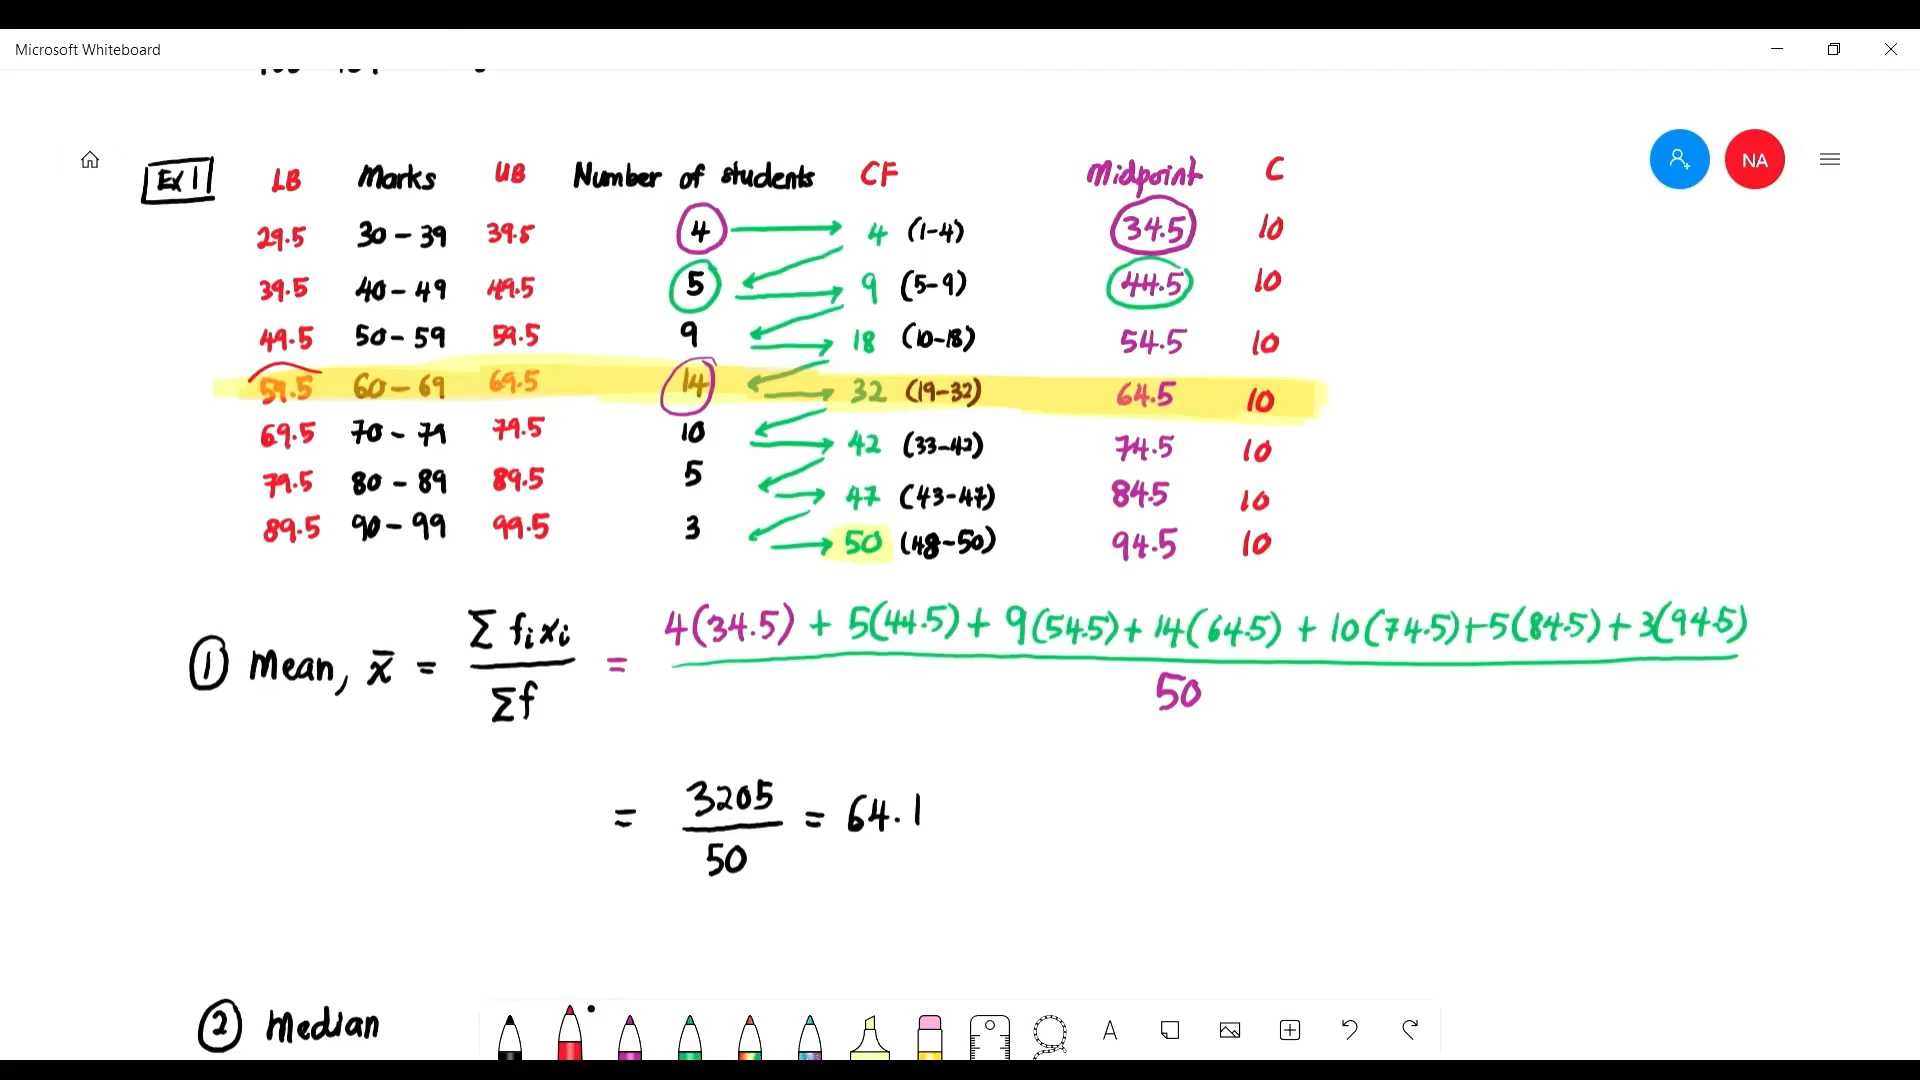 Microsoft Whiteboard
Ex 1 LB Marks UB Number of students CF Midpoint C
NA
29.5 30-39 39.5 4 4 (1-4) 34.5 10
39.5 40-49 49.5 5 9 (5-9) 44.5 10
49.5 50-59 59.5 9 18 (10-18) 54.5 10
59.5 60-69 69.5 14 32 (19-32) 64.5 10
69.5 70-79 79.5 10 42 (33-42) 74.5 10
79.5 80-89 89.5 5 47 (43-47) 84.5 10
89.5 90-99 99.5 3 50 (48-50) 94.5 10
① Mean, x̄ = Σ fᵢxᵢ / Σf = 4(34.5) + 5(44.5) + 9(54.5) + 14(64.5) + 10(74.5) + 5(84.5) + 3(94.5) / 50
= 3205 / 50 = 64.1
② Median